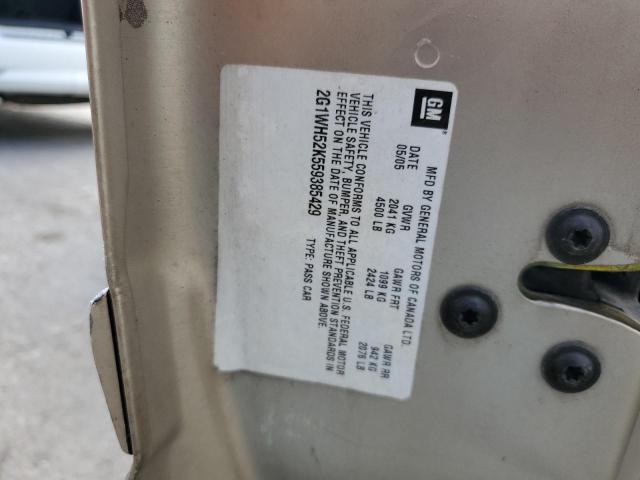 GM
MFD BY GENERAL MOTORS OF CANADA LTD.
DATE GVWR GAWR FRT GAWR RR
05/05 2041 KG 1099 KG 942 KG
4500 LB 2424 LB 2076 LB
THIS VEHICLE CONFORMS TO ALL APPLICABLE U.S. FEDERAL MOTOR
VEHICLE SAFETY, BUMPER, AND THEFT PREVENTION STANDARDS IN
EFFECT ON THE DATE OF MANUFACTURE SHOWN ABOVE.
2G1WH52K559385429 TYPE: PASS CAR